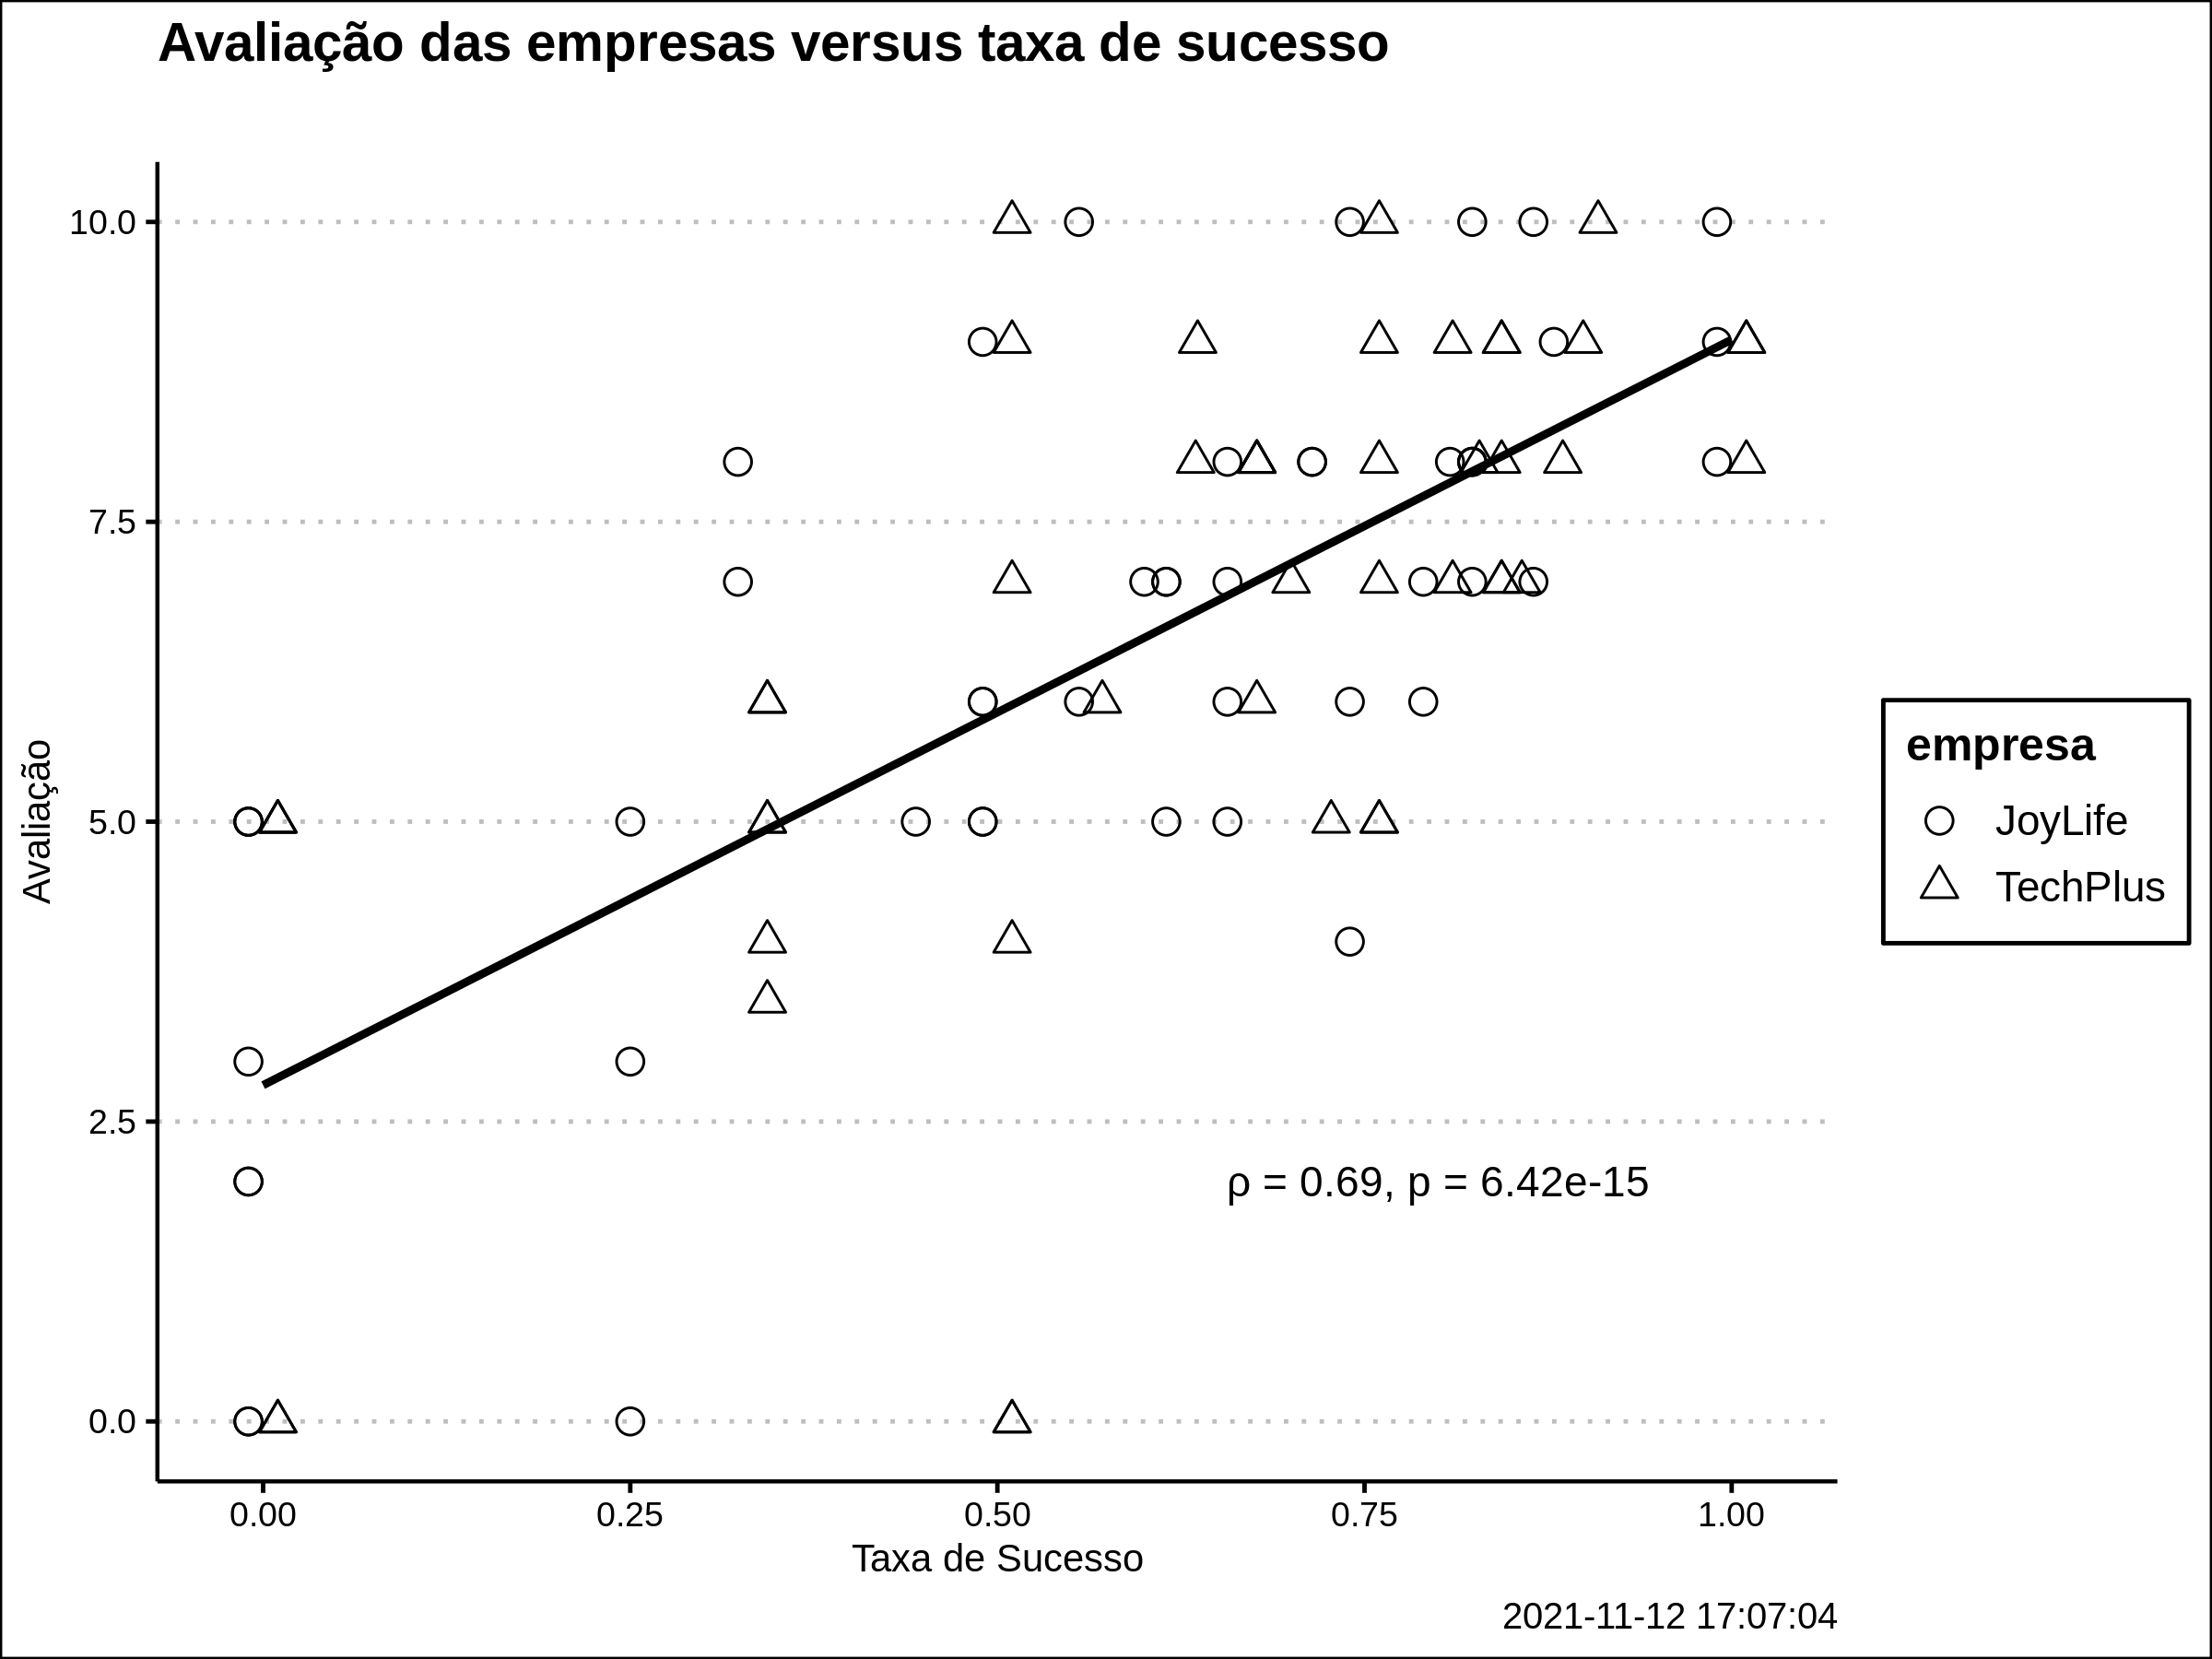 Avaliação das empresas versus taxa de sucesso
10.0
7.5
5.0
2.5
0.0
Avaliação
ρ = 0.69, p = 6.42e-15
0.00 0.25 0.50 0.75 1.00
Taxa de Sucesso
empresa
JoyLife
TechPlus
2021-11-12 17:07:04